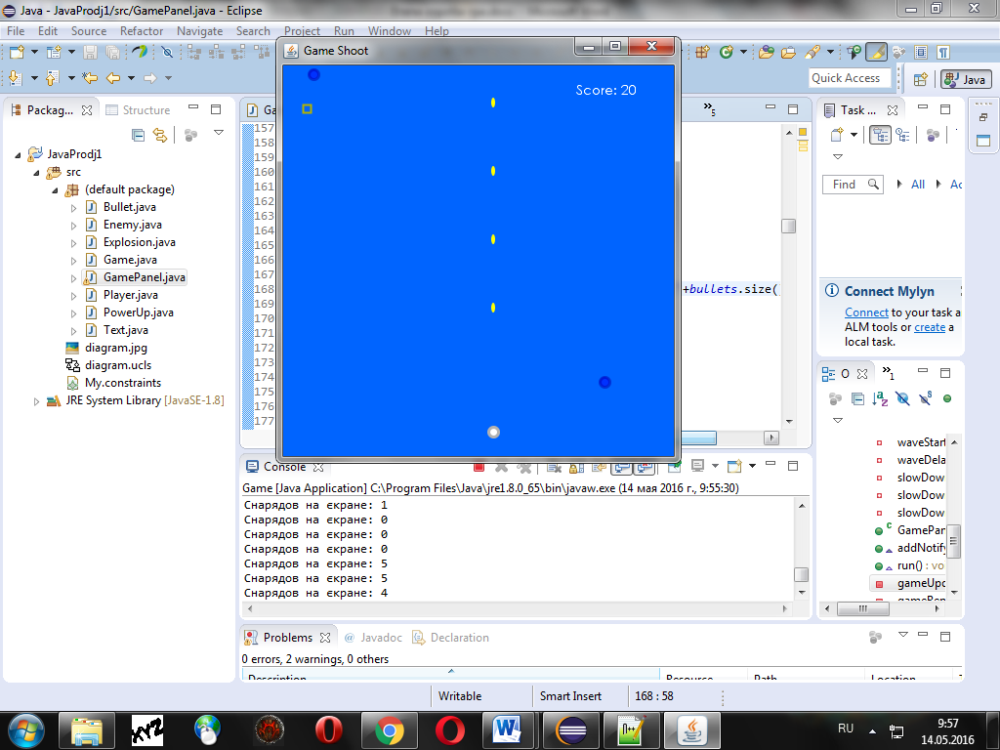 Java - JavaProdj1/src/GamePanel.java - Eclipse
File Edit Source Refactor Navigate Search Project Run Window Help
Quick Access
Java
Packag...
Structure
JavaProdj1
src
(default package)
Bullet.java
Enemy.java
Explosion.java
Game.java
GamePanel.java
Player.java
PowerUp.java
Text.java
diagram.jpg
diagram.ucls
My.constraints
JRE System Library [JavaSE-1.8]
Game Shoot
Score: 20
5
157
158
159
160
161
162
163
164
165
166
167
168
+bullets.size(
169
170
171
172
173
174
175
176
177
Task ...
Find
All
Connect Mylyn
Connect to your task a
ALM tools or create a
local task.
O
1
waveStart
waveDela
slowDow
slowDow
slowDow
GamePan
addNotify
run() : vo
gameUpd
Console
Game [Java Application] C:\Program Files\Java\jre1.8.0_65\bin\javaw.exe (14 мая 2016 г., 9:55:30)
Снарядов на екране: 1
Снарядов на екране: 0
Снарядов на екране: 0
Снарядов на екране: 0
Снарядов на екране: 5
Снарядов на екране: 5
Снарядов на екране: 4
Problems
@ Javadoc
Declaration
0 errors, 2 warnings, 0 others
Description
Resource
Path
Location
Writable
Smart Insert
168 : 58
XYZ
RU
9:57
14.05.2016